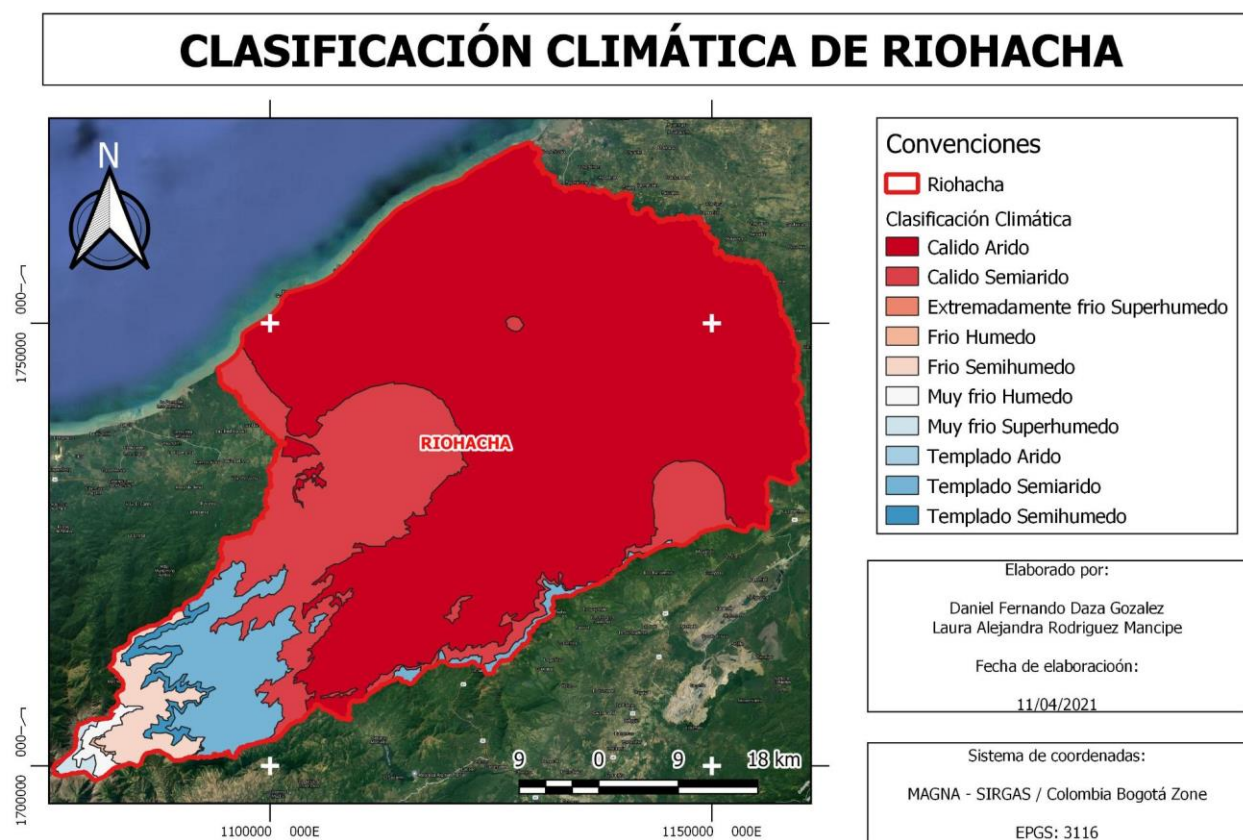 CLASIFICACIÓN CLIMÁTICA DE RIOHACHA
N
1750000 000
1700000 000
1100000 000E
1150000 000E
RIOHACHA
9 0 9 18 km
Convenciones
Riohacha
Clasificación Climática
Calido Arido
Calido Semiarido
Extremadamente frio Superhumedo
Frio Humedo
Frio Semihumedo
Muy frio Humedo
Muy frio Superhumedo
Templado Arido
Templado Semiarido
Templado Semihumedo
Elaborado por:
Daniel Fernando Daza Gozalez
Laura Alejandra Rodriguez Mancipe
Fecha de elaboracioón:
11/04/2021
Sistema de coordenadas:
MAGNA - SIRGAS / Colombia Bogotá Zone
EPGS: 3116